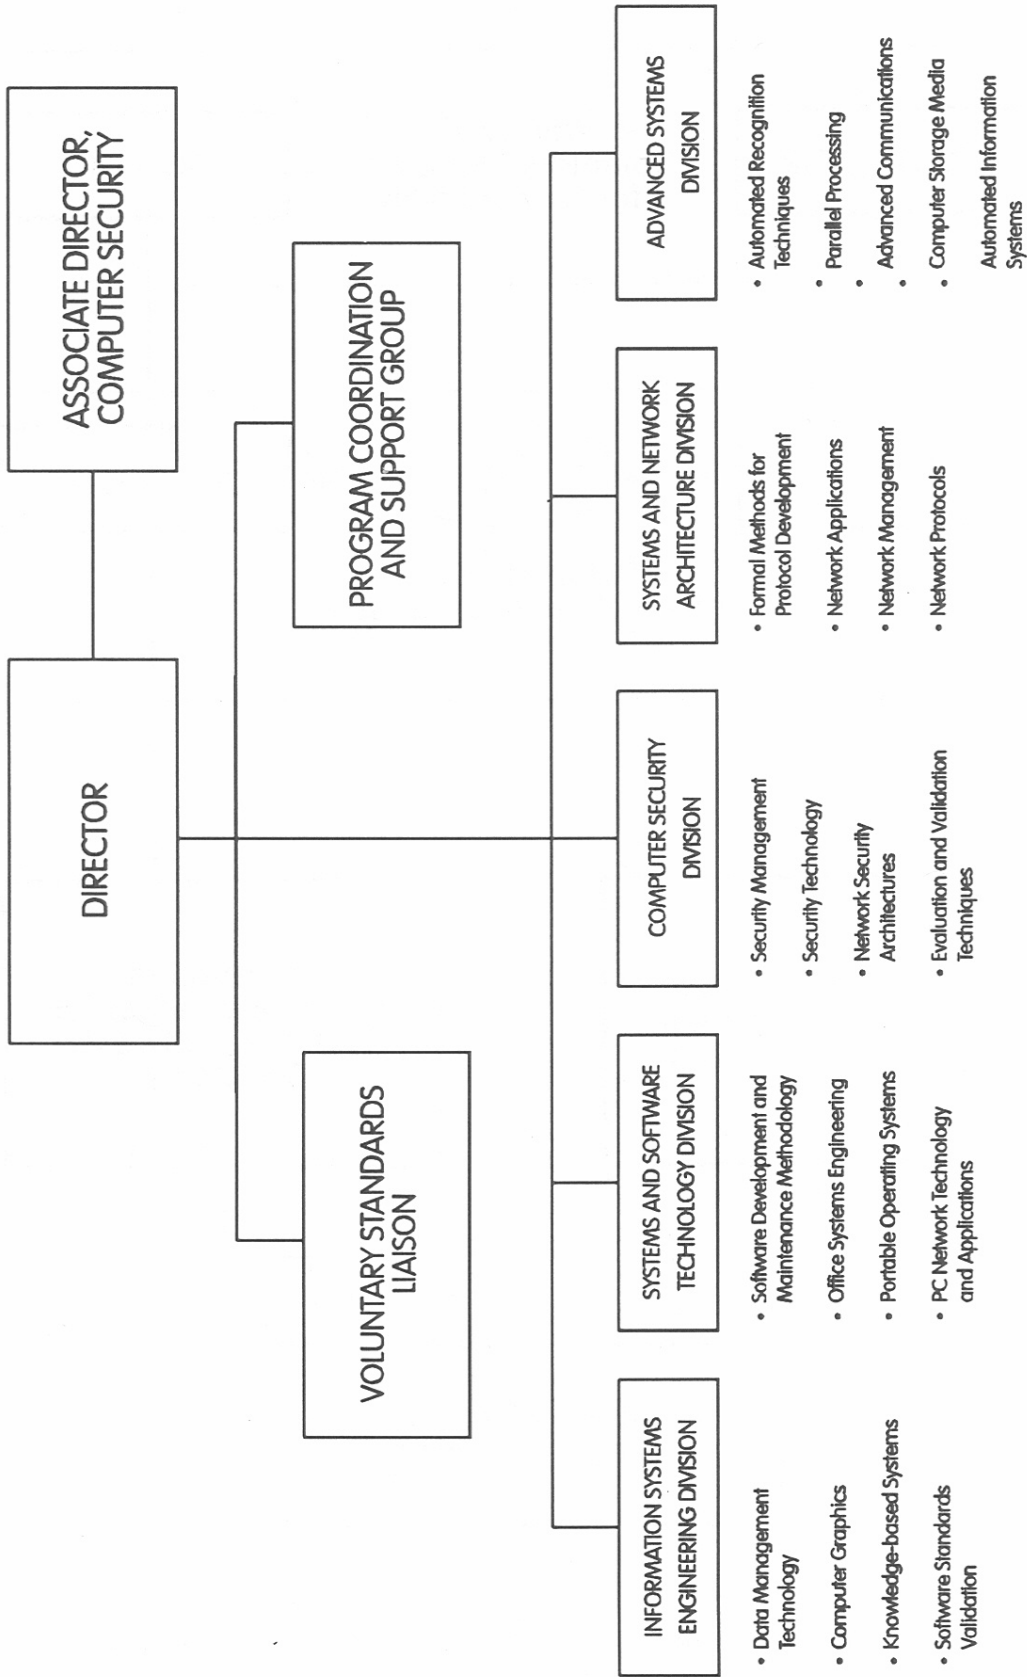 DIRECTOR
ASSOCIATE DIRECTOR,
COMPUTER SECURITY
VOLUNTARY STANDARDS
LIAISON
PROGRAM COORDINATION
AND SUPPORT GROUP
INFORMATION SYSTEMS
ENGINEERING DIVISION
• Data Management
Technology
• Computer Graphics
• Knowledge-based Systems
• Software Standards
Validation
SYSTEMS AND SOFTWARE
TECHNOLOGY DIVISION
• Software Development and
Maintenance Methodology
• Office Systems Engineering
• Portable Operating Systems
• PC Network Technology
and Applications
COMPUTER SECURITY
DIVISION
• Security Management
• Security Technology
• Network Security
Architectures
• Evaluation and Validation
Techniques
SYSTEMS AND NETWORK
ARCHITECTURE DIVISION
• Formal Methods for
Protocol Development
• Network Applications
• Network Management
• Network Protocols
ADVANCED SYSTEMS
DIVISION
• Automated Recognition
Techniques
• Parallel Processing
• Advanced Communications
• Computer Storage Media
• Automated Information
Systems